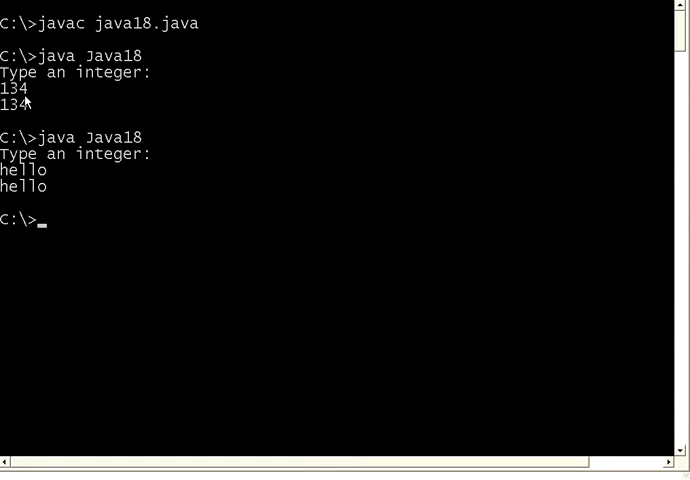 C:\>javac java18.java
C:\>java Java18
Type an integer:
134
134
C:\>java Java18
Type an integer:
hello
hello
C:\>_